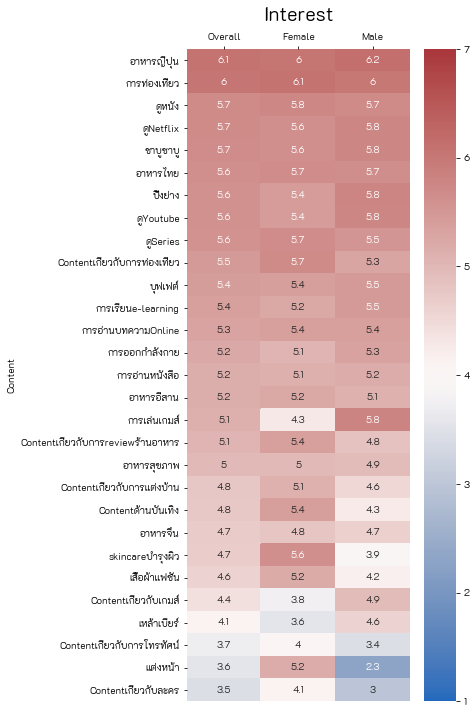 Interest
Overall Female Male
อาหารญี่ปุ่น 6.1 6 6.2
การท่องเที่ยว 6 6.1 6
ดูหนัง 5.7 5.8 5.7
ดูNetflix 5.7 5.6 5.8
ชาบูชาบู 5.7 5.6 5.8
อาหารไทย 5.6 5.7 5.7
ปิ้งย่าง 5.6 5.4 5.8
ดูYoutube 5.6 5.4 5.8
ดูSeries 5.6 5.7 5.5
Contentเกี่ยวกับการท่องเที่ยว 5.5 5.7 5.3
บุฟเฟต์ 5.4 5.4 5.5
การเรียนe-learning 5.4 5.2 5.5
การอ่านบทความOnline 5.3 5.4 5.4
การออกกำลังกาย 5.2 5.1 5.3
การอ่านหนังสือ 5.2 5.1 5.2
อาหารอีสาน 5.2 5.2 5.1
การเล่นเกมส์ 5.1 4.3 5.8
Contentเกี่ยวกับการreviewร้านอาหาร 5.1 5.4 4.8
อาหารสุขภาพ 5 5 4.9
Contentเกี่ยวกับการแต่งบ้าน 4.8 5.1 4.6
Contentด้านบันเทิง 4.8 5.4 4.3
อาหารจีน 4.7 4.8 4.7
skincareบำรุงผิว 4.7 5.6 3.9
เสื้อผ้าแฟชั่น 4.6 5.2 4.2
Contentเกี่ยวกับเกมส์ 4.4 3.8 4.9
เหล้าเบียร์ 4.1 3.6 4.6
Contentเกี่ยวกับการโทรทัศน์ 3.7 4 3.4
แต่งหน้า 3.6 5.2 2.3
Contentเกี่ยวกับละคร 3.5 4.1 3
Content
7
6
5
4
3
2
1